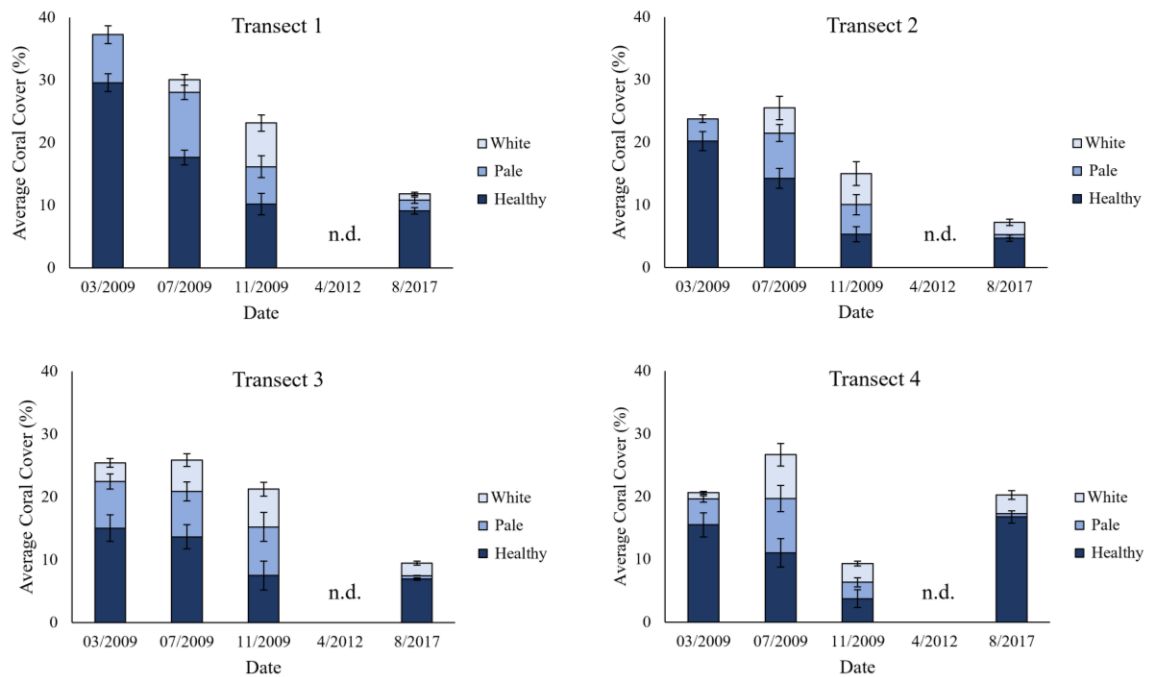 Transect 1
Average Coral Cover (%)
40
30
20
10
0
White
Pale
Healthy
n.d.
03/2009 07/2009 11/2009 4/2012 8/2017
Date
Transect 2
Average Coral Cover (%)
40
30
20
10
0
White
Pale
Healthy
n.d.
03/2009 07/2009 11/2009 4/2012 8/2017
Date
Transect 3
Average Coral Cover (%)
40
30
20
10
0
White
Pale
Healthy
n.d.
03/2009 07/2009 11/2009 4/2012 8/2017
Date
Transect 4
Average Coral Cover (%)
40
30
20
10
0
White
Pale
Healthy
n.d.
03/2009 07/2009 11/2009 4/2012 8/2017
Date